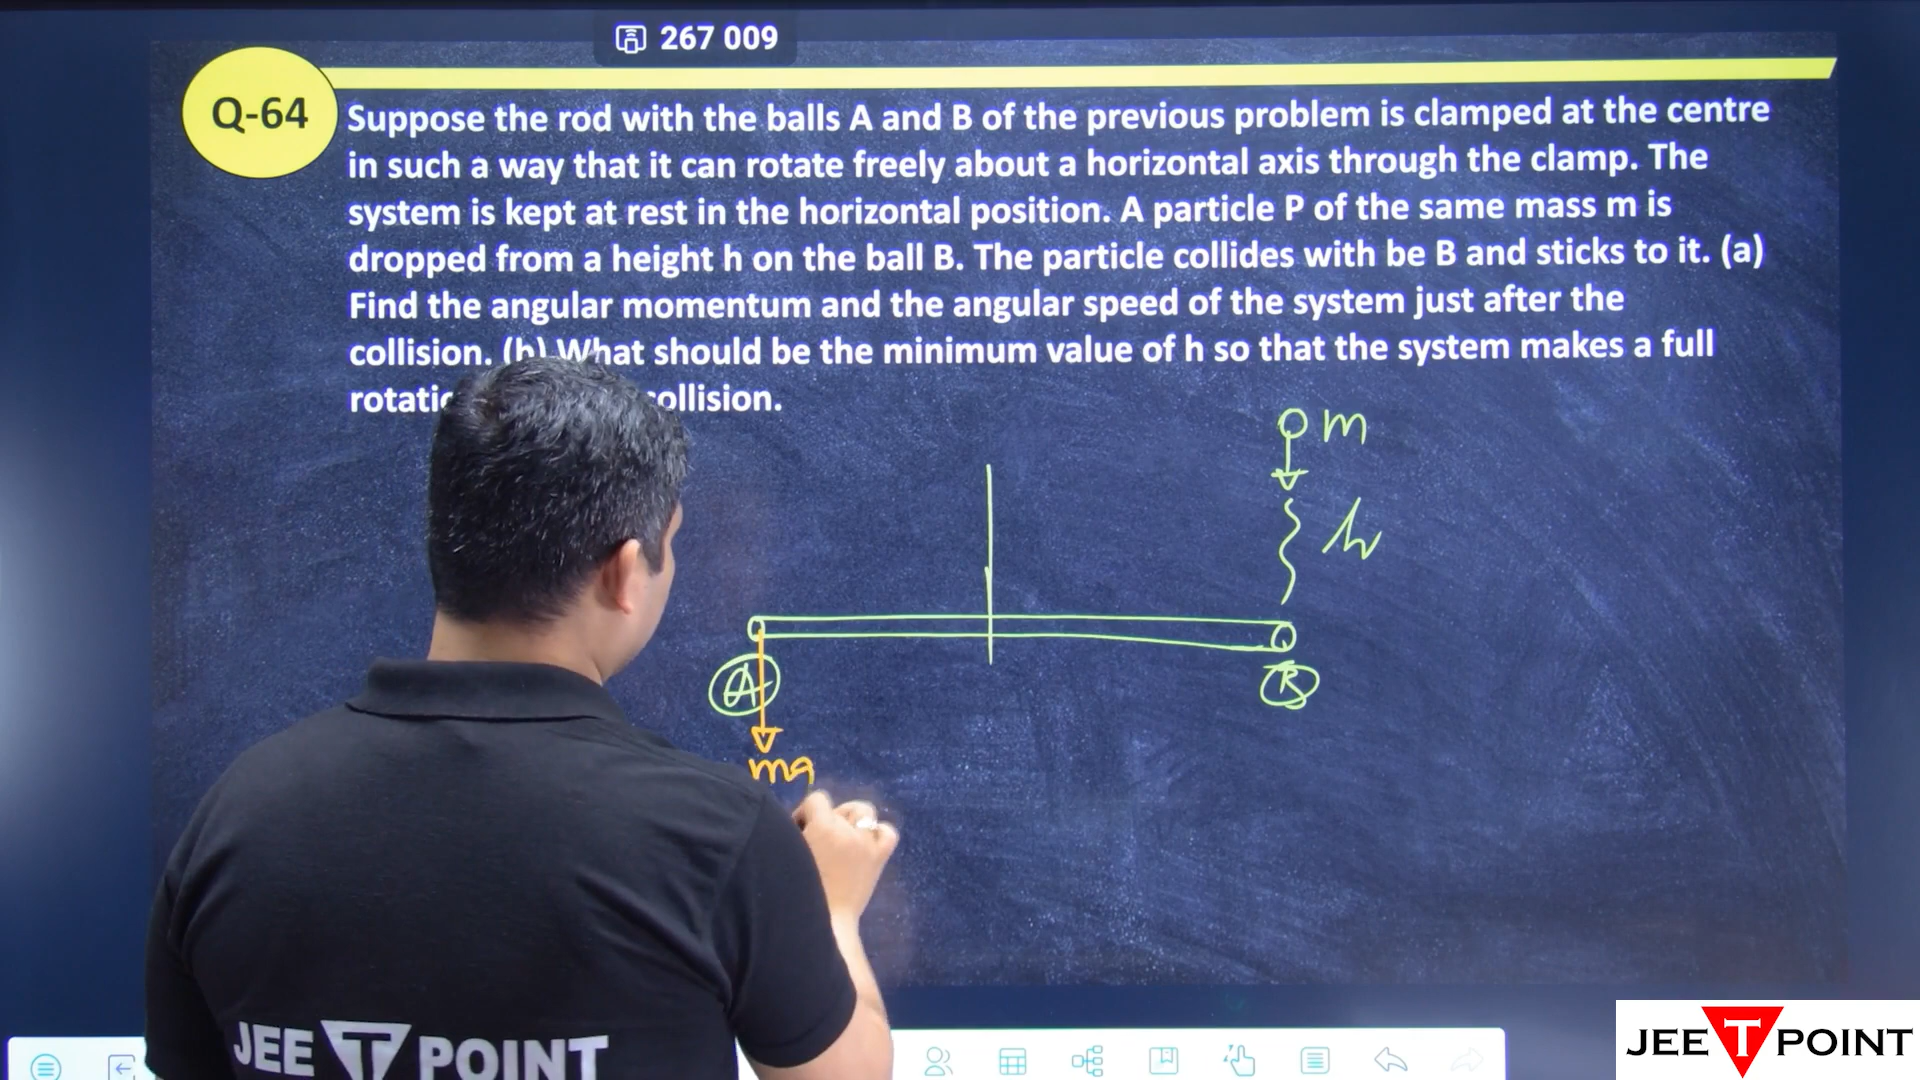 267 009
Q-64
Suppose the rod with the balls A and B of the previous problem is clamped at the centre
in such a way that it can rotate freely about a horizontal axis through the clamp. The
system is kept at rest in the horizontal position. A particle P of the same mass m is
dropped from a height h on the ball B. The particle collides with be B and sticks to it. (a)
Find the angular momentum and the angular speed of the system just after the
collision. (b) What should be the minimum value of h so that the system makes a full
collision.
m
h
A
B
mg
JEE T POINT
JEE T POINT